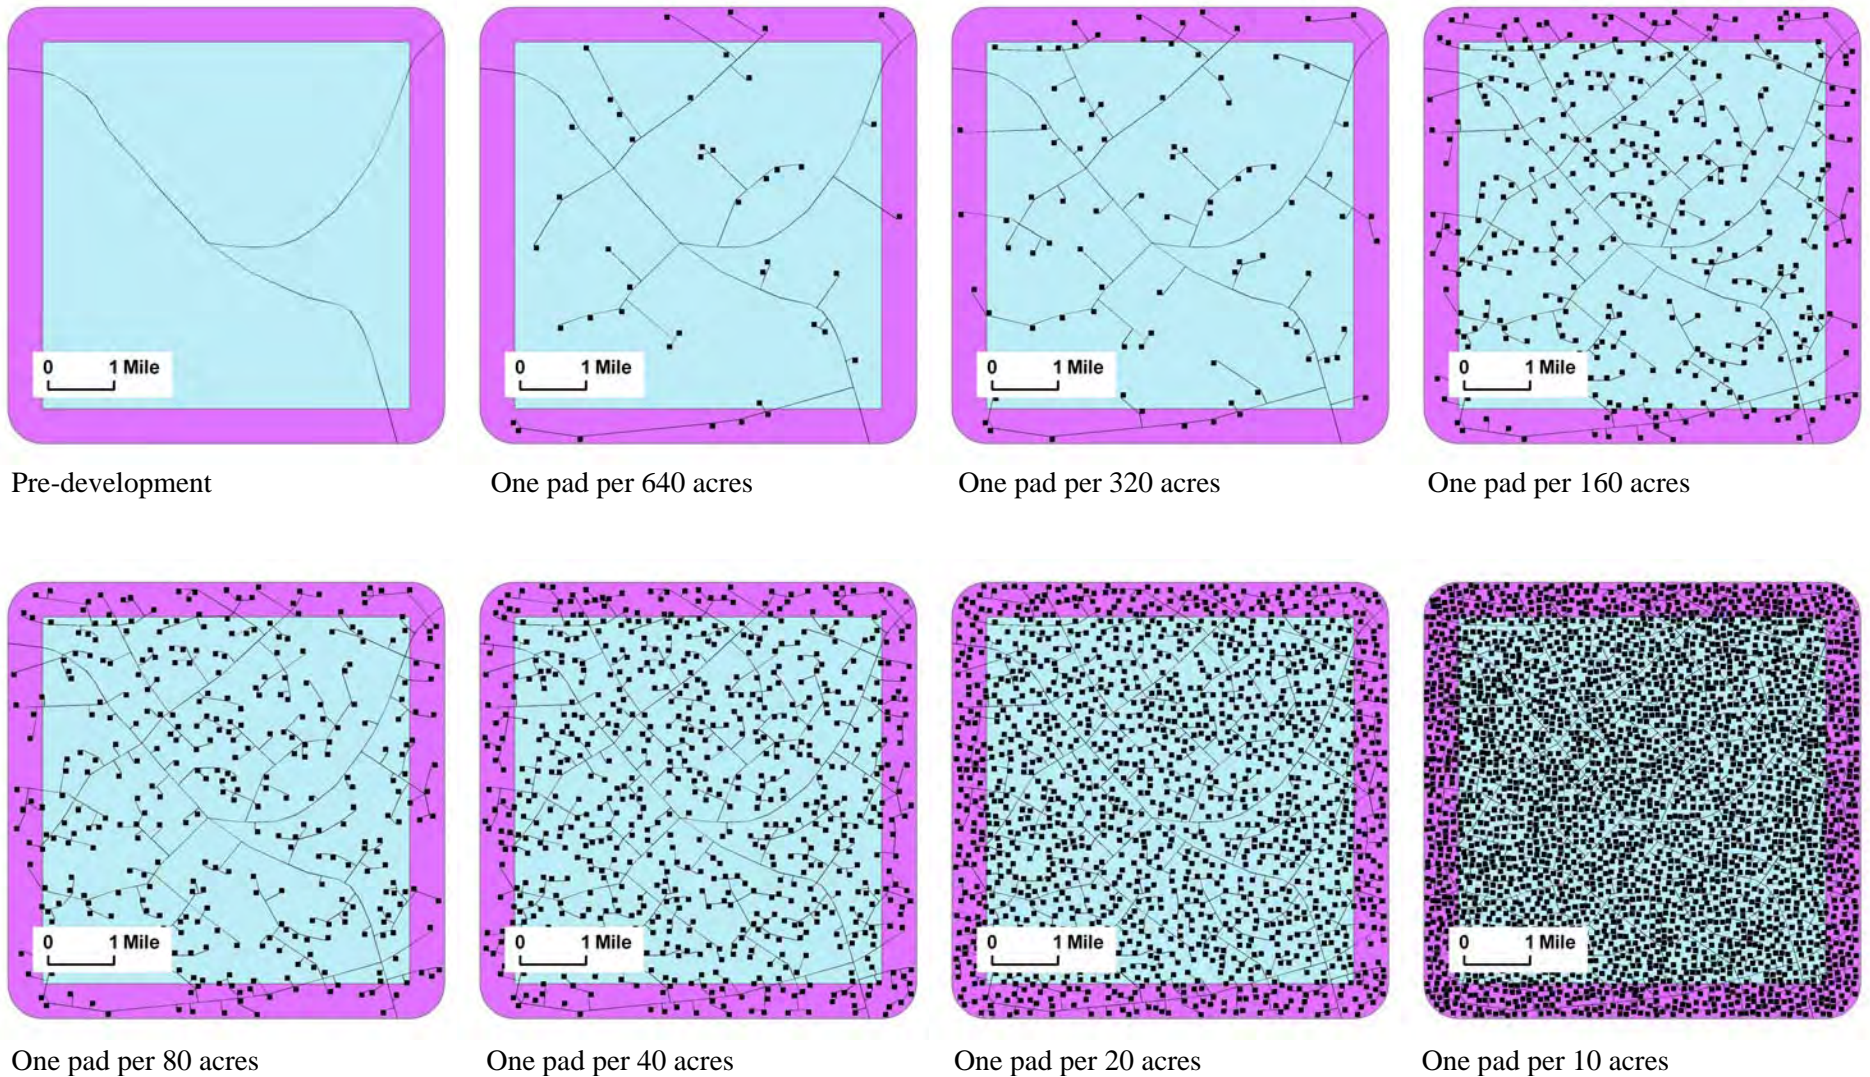 0 1 Mile
0 1 Mile
0 1 Mile
0 1 Mile
Pre-development
One pad per 640 acres
One pad per 320 acres
One pad per 160 acres
0 1 Mile
0 1 Mile
0 1 Mile
0 1 Mile
One pad per 80 acres
One pad per 40 acres
One pad per 20 acres
One pad per 10 acres